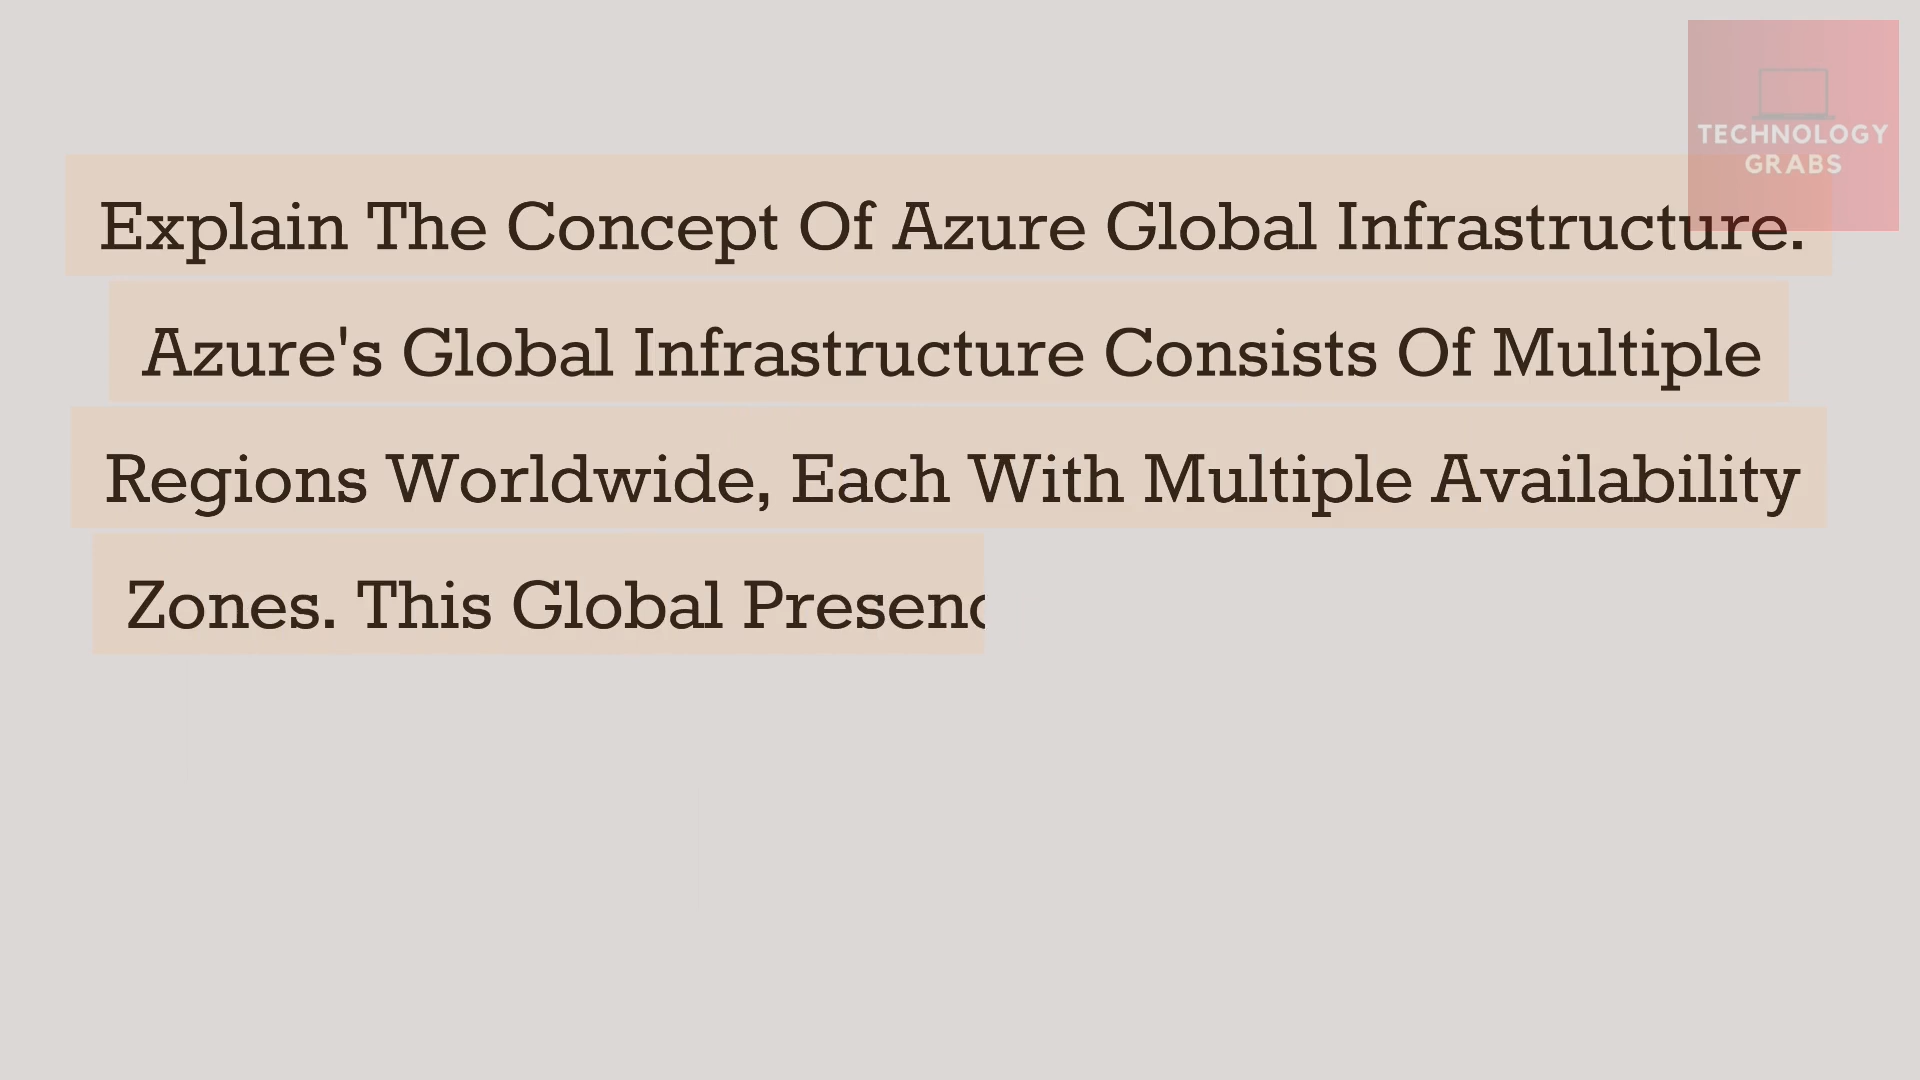 TECHNOLOGY
GRABS
Explain The Concept Of Azure Global Infrastructure.
Azure's Global Infrastructure Consists Of Multiple
Regions Worldwide, Each With Multiple Availability
Zones. This Global